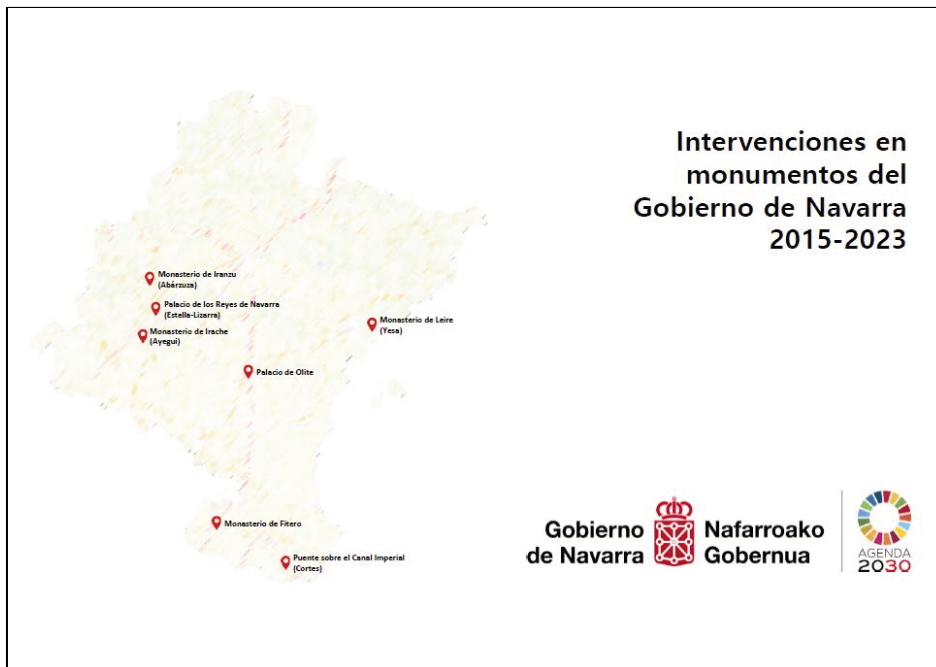 Intervenciones en
monumentos del
Gobierno de Navarra
2015-2023
Monasterio de Iranzu
(Abárzuza)
Palacio de los Reyes de Navarra
(Estella-Lizarra)
Monasterio de Irache
(Ayegui)
Monasterio de Leire
(Yesa)
Palacio de Olite
Monasterio de Fitero
Puente sobre el Canal Imperial
(Cortes)
Gobierno
de Navarra
Nafarroako
Gobernua
AGENDA
2030